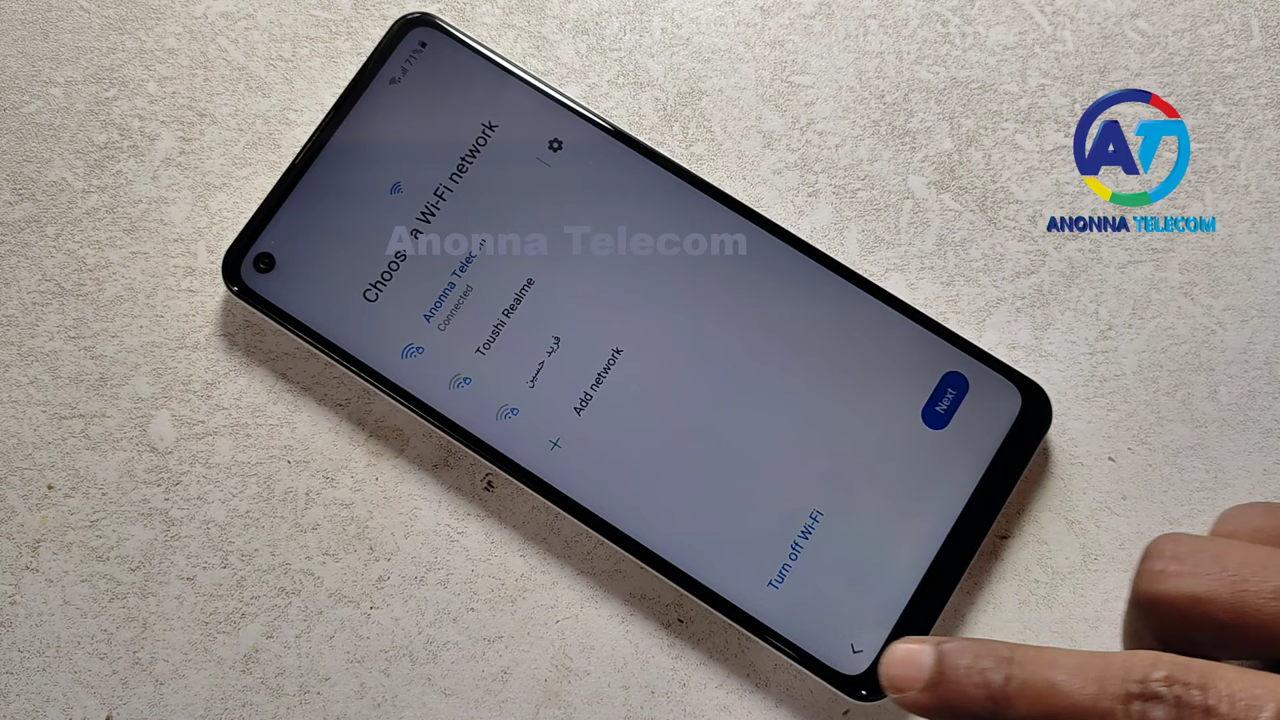 71%
Choose a Wi-Fi network
Anonna Telec...
Connected
Toushi Realme
فريد حسين
Add network
Next
Turn off Wi-Fi
Anonna Telecom
AT
ANONNA TELECOM